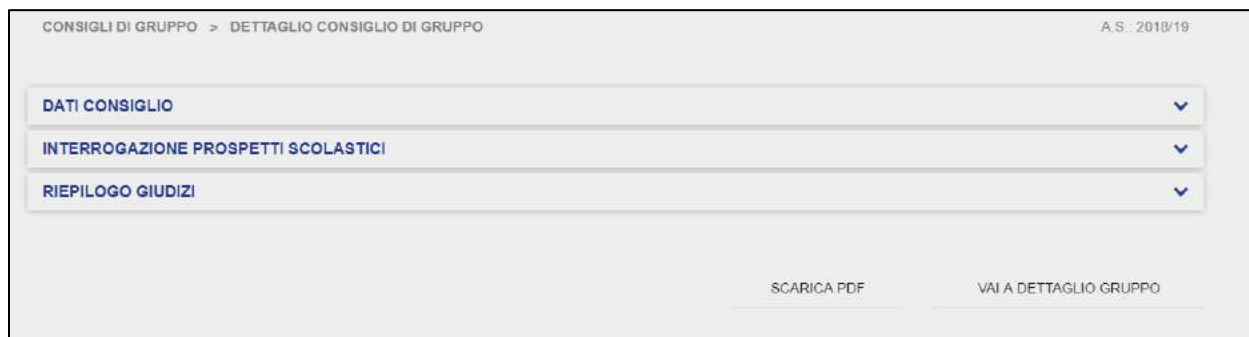 CONSIGLI DI GRUPPO > DETTAGLIO CONSIGLIO DI GRUPPO A.S.: 2018/19
DATI CONSIGLIO
INTERROGAZIONE PROSPETTI SCOLASTICI
RIEPILOGO GIUDIZI
SCARICA PDF VAI A DETTAGLIO GRUPPO